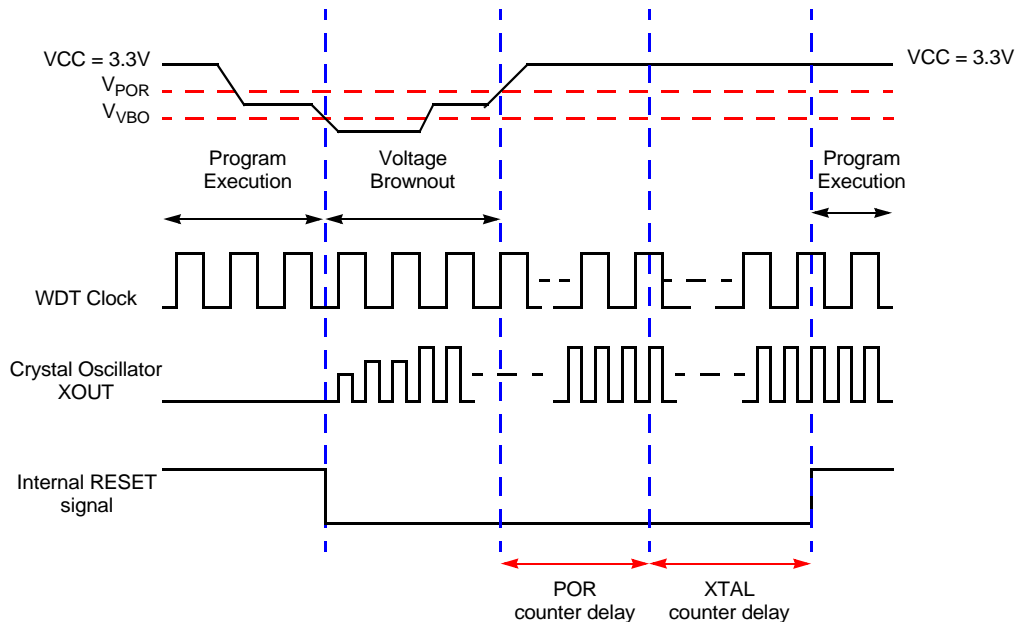 VCC = 3.3V
VCC = 3.3V
VPOR
VVBO
Program
Execution
Voltage
Brownout
Program
Execution
WDT Clock
Crystal Oscillator
XOUT
Internal RESET
signal
POR
counter delay
XTAL
counter delay